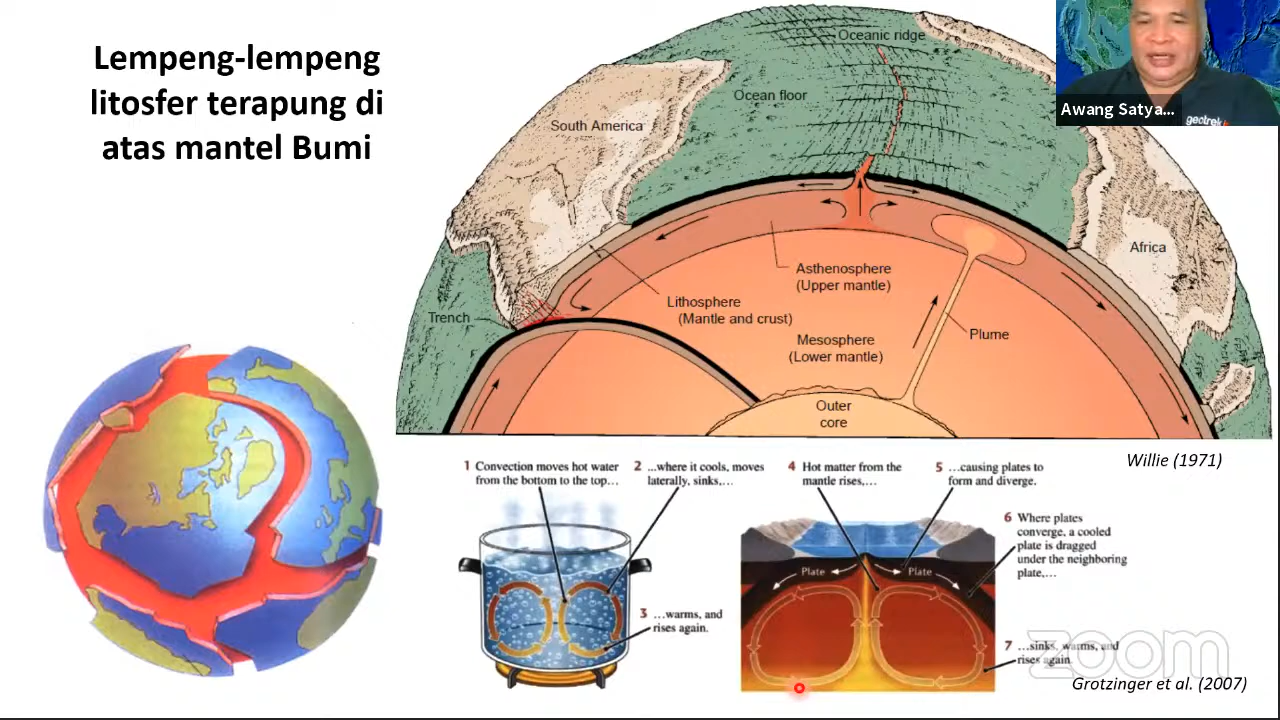 Lempeng-lempeng
litosfer terapung di
atas mantel Bumi
Oceanic ridge
Ocean floor
South America
Africa
Asthenosphere
(Upper mantle)
Lithosphere
(Mantle and crust)
Trench
Mesosphere
(Lower mantle)
Plume
Outer
core
Awang Satya...
Willie (1971)
1 Convection moves hot water
from the bottom to the top...
2 ...where it cools, moves
laterally, sinks,...
3 ...warms, and
rises again.
4 Hot matter from the
mantle rises,...
5 ...causing plates to
form and diverge.
6 Where plates
converge, a cooled
plate is dragged
under the neighboring
plate,...
Plate
Plate
7 ...sinks, warms, and
rises again.
zoom
Grotzinger et al. (2007)